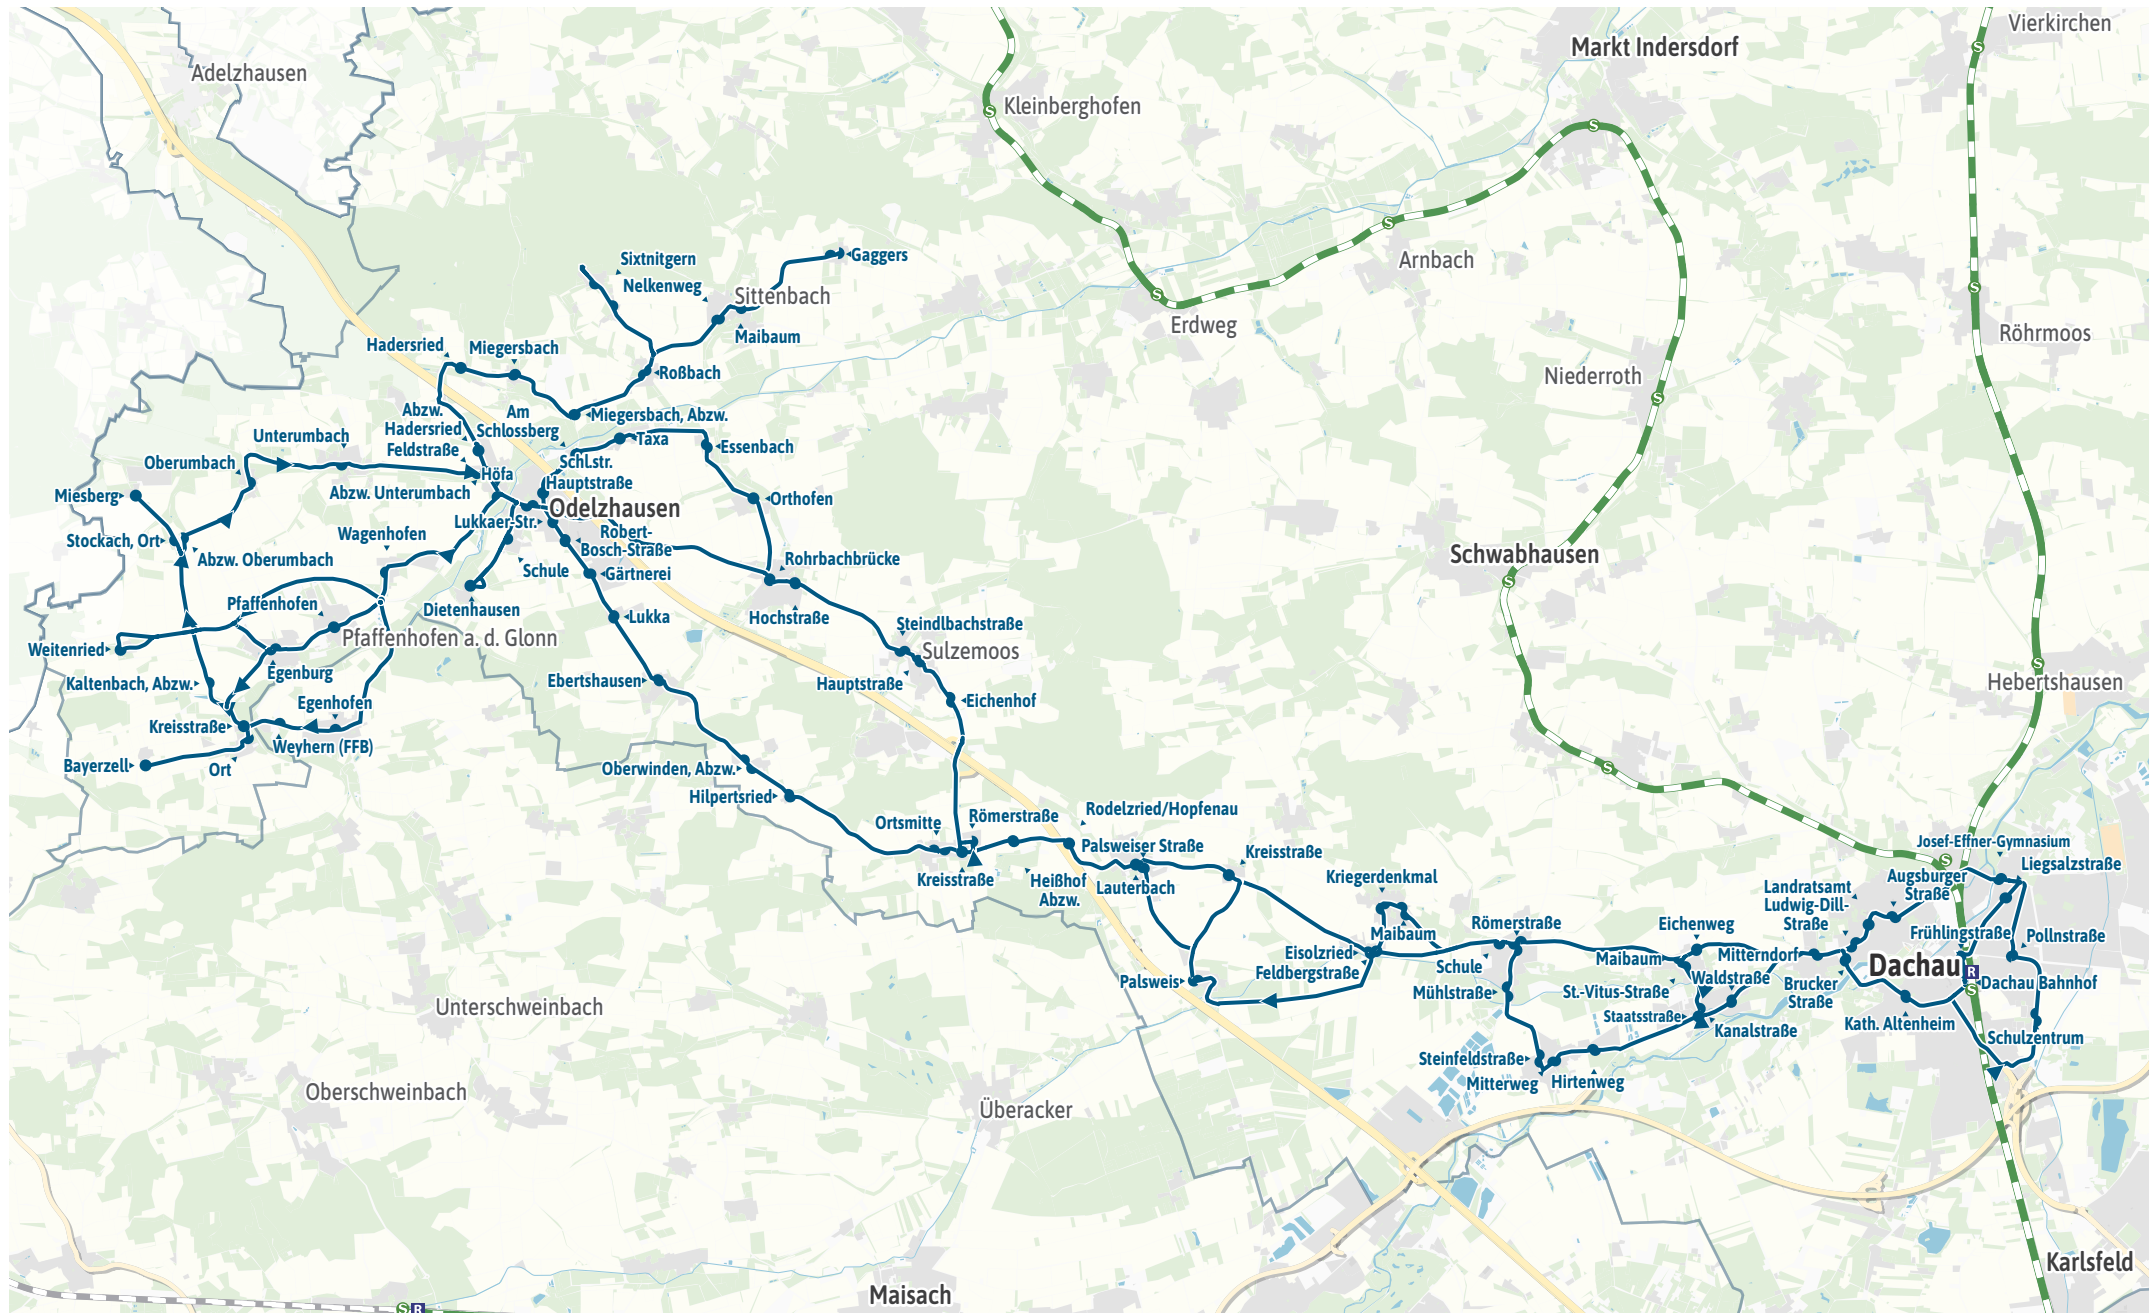 Vierkirchen
Markt Indersdorf
Adelzhausen
Kleinberghofen
S
S
S
S
Sixtnitgern
Gaggers
Nelkenweg
Arnbach
Sittenbach
S
S
Erdweg
Maibaum
Röhrmoos
Hadersried
Miegersbach
Roßbach
Niederroth
S
Abzw.
Hadersried
Feldstraße
Am
Schlossberg
Miegersbach, Abzw.
Taxa
Essenbach
Unterumbach
Oberumbach
Schl.str.
Hauptstraße
Höfa
Miesberg
Abzw. Unterumbach
Orthofen
Odelzhausen
Lukkaer-Str.
Wagenhofen
Robert-
Bosch-Straße
Stockach, Ort
Abzw. Oberumbach
Rohrbachbrücke
Schwabhausen
S
Schule
Gärtnerei
Pfaffenhofen
Dietenhausen
Lukka
Hochstraße
Steindlbachstraße
Pfaffenhofen a. d. Glonn
Sulzemoos
Weitenried
Egenburg
Ebertshausen
Hauptstraße
S
Hebertshausen
Kaltenbach, Abzw.
Egenhofen
Eichenhof
Kreisstraße
Weyhern (FFB)
Bayerzell
Ort
Oberwinden, Abzw.
S
Hilpertsried
Rodelzried/Hopfenau
Ortsmitte
Römerstraße
Palsweiser Straße
Kreisstraße
Josef-Effner-Gymnasium
S
Liegsalzstraße
Kreisstraße
Heißhof
Abzw.
Lauterbach
Kriegerdenkmal
Landratsamt
Ludwig-Dill-
Straße
Augsburger
Straße
Römerstraße
Eichenweg
Maibaum
Frühlingstraße
Pollnstraße
Eisolzried
Feldbergstraße
Schule
Maibaum
Mitterndorf
Dachau
R
S
Palsweis
Mühlstraße
St.-Vitus-Straße
Waldstraße
Brucker
Straße
Dachau Bahnhof
Unterschweinbach
Staatsstraße
Kanalstraße
Kath. Altenheim
Schulzentrum
Steinfeldstraße
Mitterweg
Hirtenweg
Oberschweinbach
Überacker
Karlsfeld
Maisach
S
R